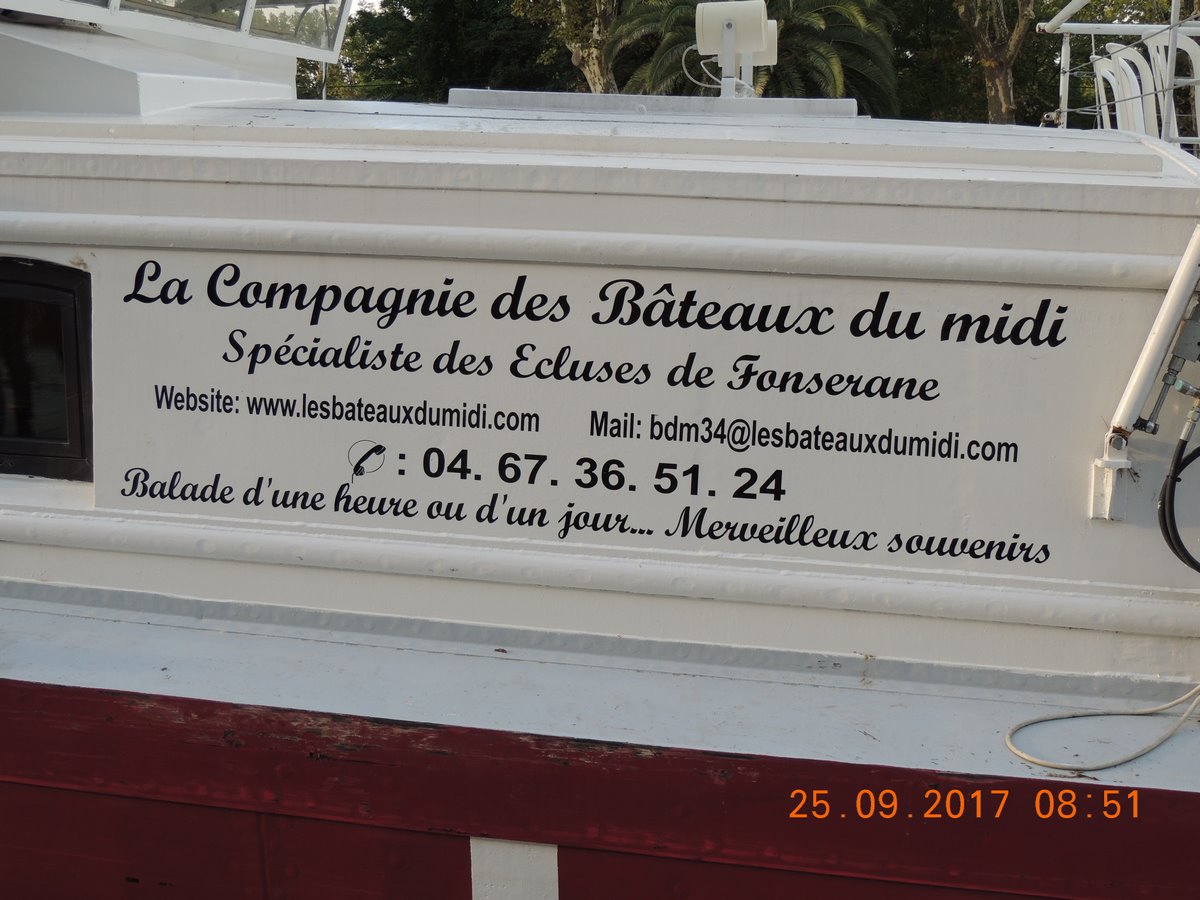 La Compagnie des Bâteaux du midi
Spécialiste des Ecluses de Fonserane
Website: www.lesbateauxdumidi.com Mail: bdm34@lesbateauxdumidi.com
: 04. 67. 36. 51. 24
Balade d'une heure ou d'un jour... Merveilleux souvenirs
25.09.2017 08:51